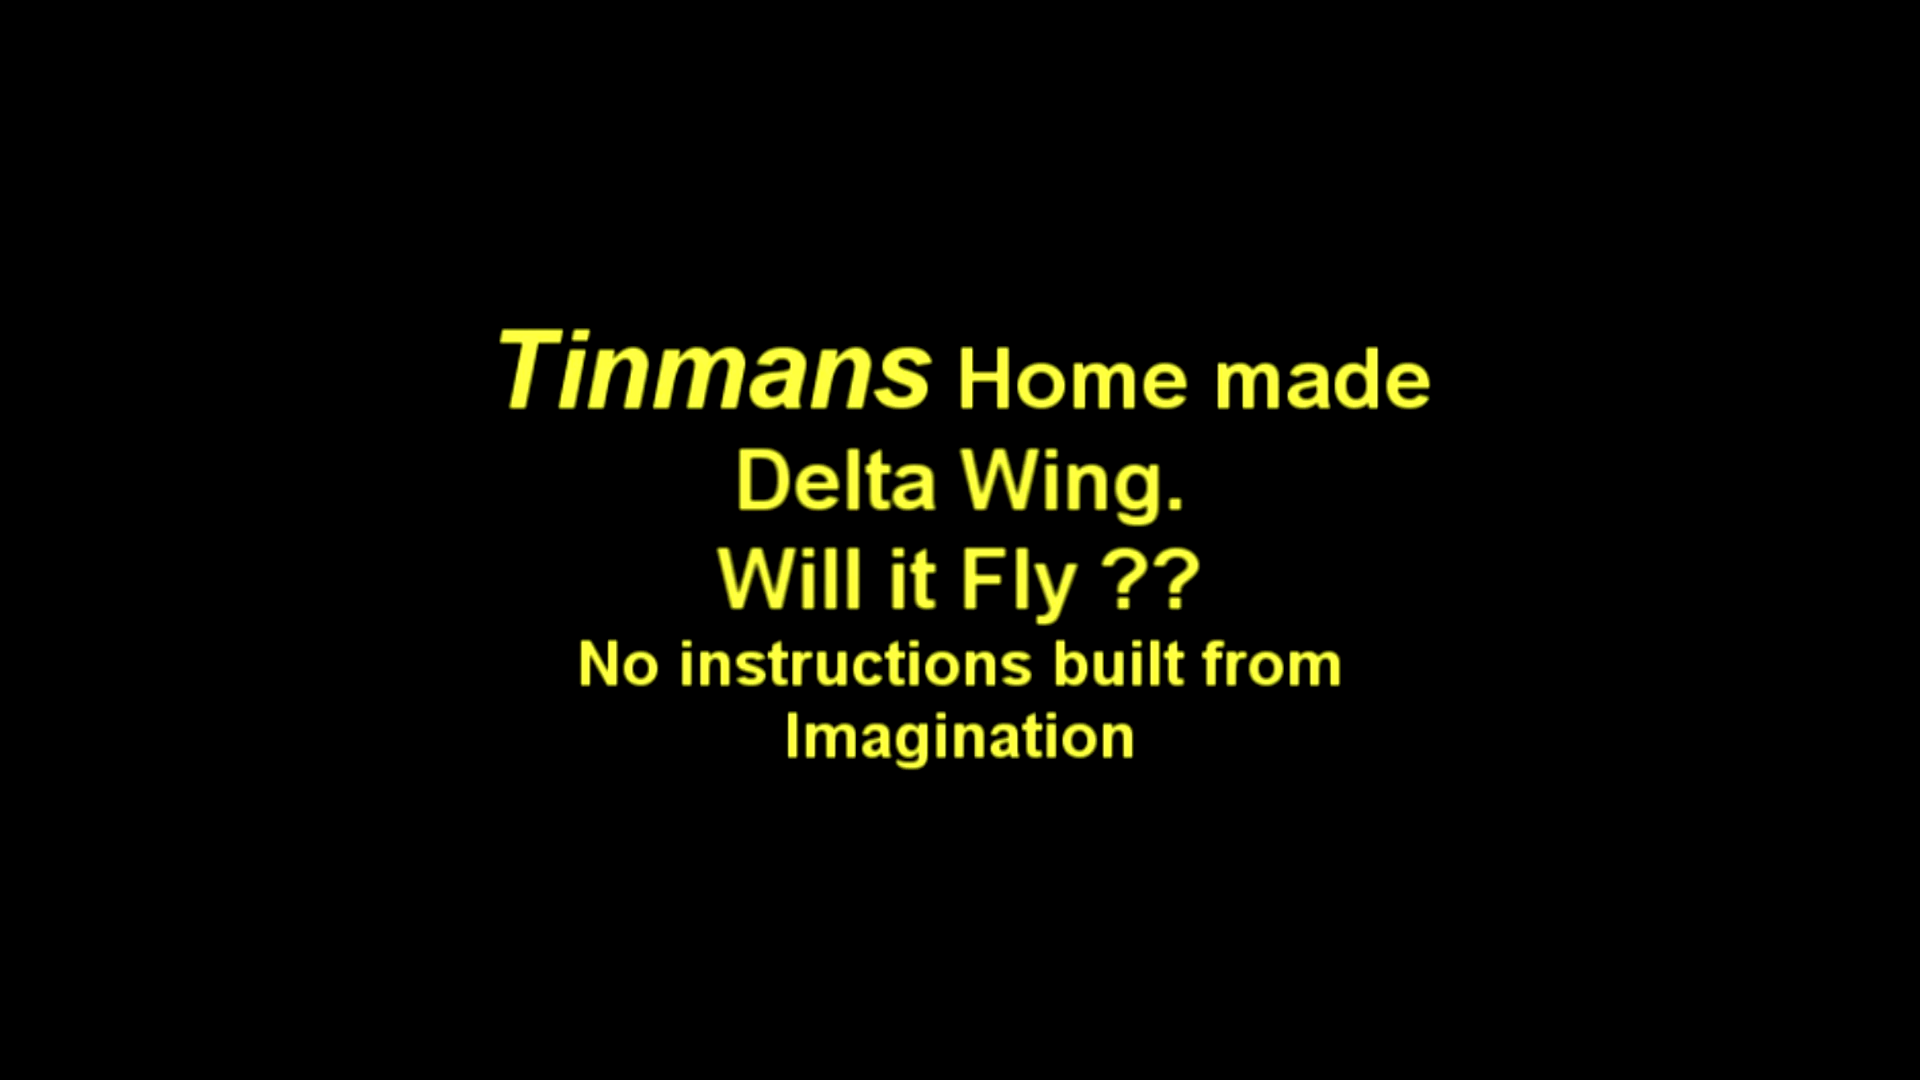 Tinmans Home made
Delta Wing.
Will it Fly ??
No instructions built from
Imagination